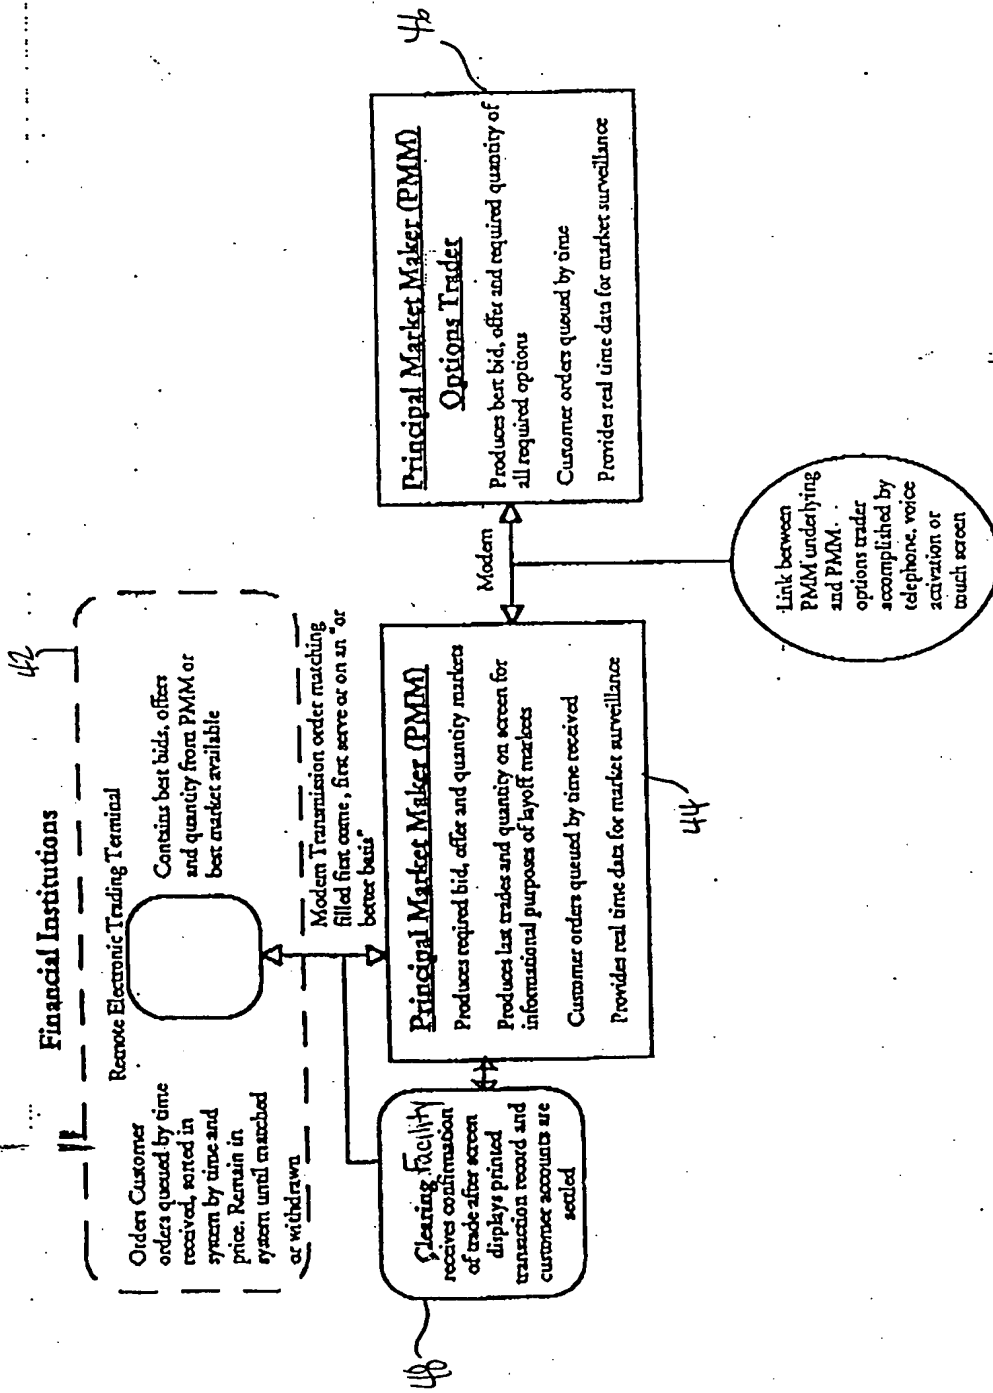 Financial Institutions
42
Remote Electronic Trading Terminal
Orders Customer
orders queued by time
received, sorted in
system by time and
price. Remain in
system until matched
or withdrawn
Contains best bids, offers
and quantity from PMM or
best market available
Modem Transmission order matching
filled first come, first serve or on an "or
better basis"
Clearing Facility
receives confirmation
of trade after screen
displays printed
transaction record and
customer accounts are
settled
48
Principal Market Maker (PMM)
Produces reqired bid, offer and quantity markets
Produces last trades and quantity on screen for
informational purposes of layoff markets
Customer orders queued by time received
Provides real time data for market surveillance
44
Modem
Principal Market Maker (PMM)
Options Trader
Produces best bid, offer and required quantity of
all required options
Customer orders queued by time
Provides real time data for market surveillance
46
Link between
PMM underlying
and PMM
options trader
accomplished by
telephone, voice
activation or
touch screen